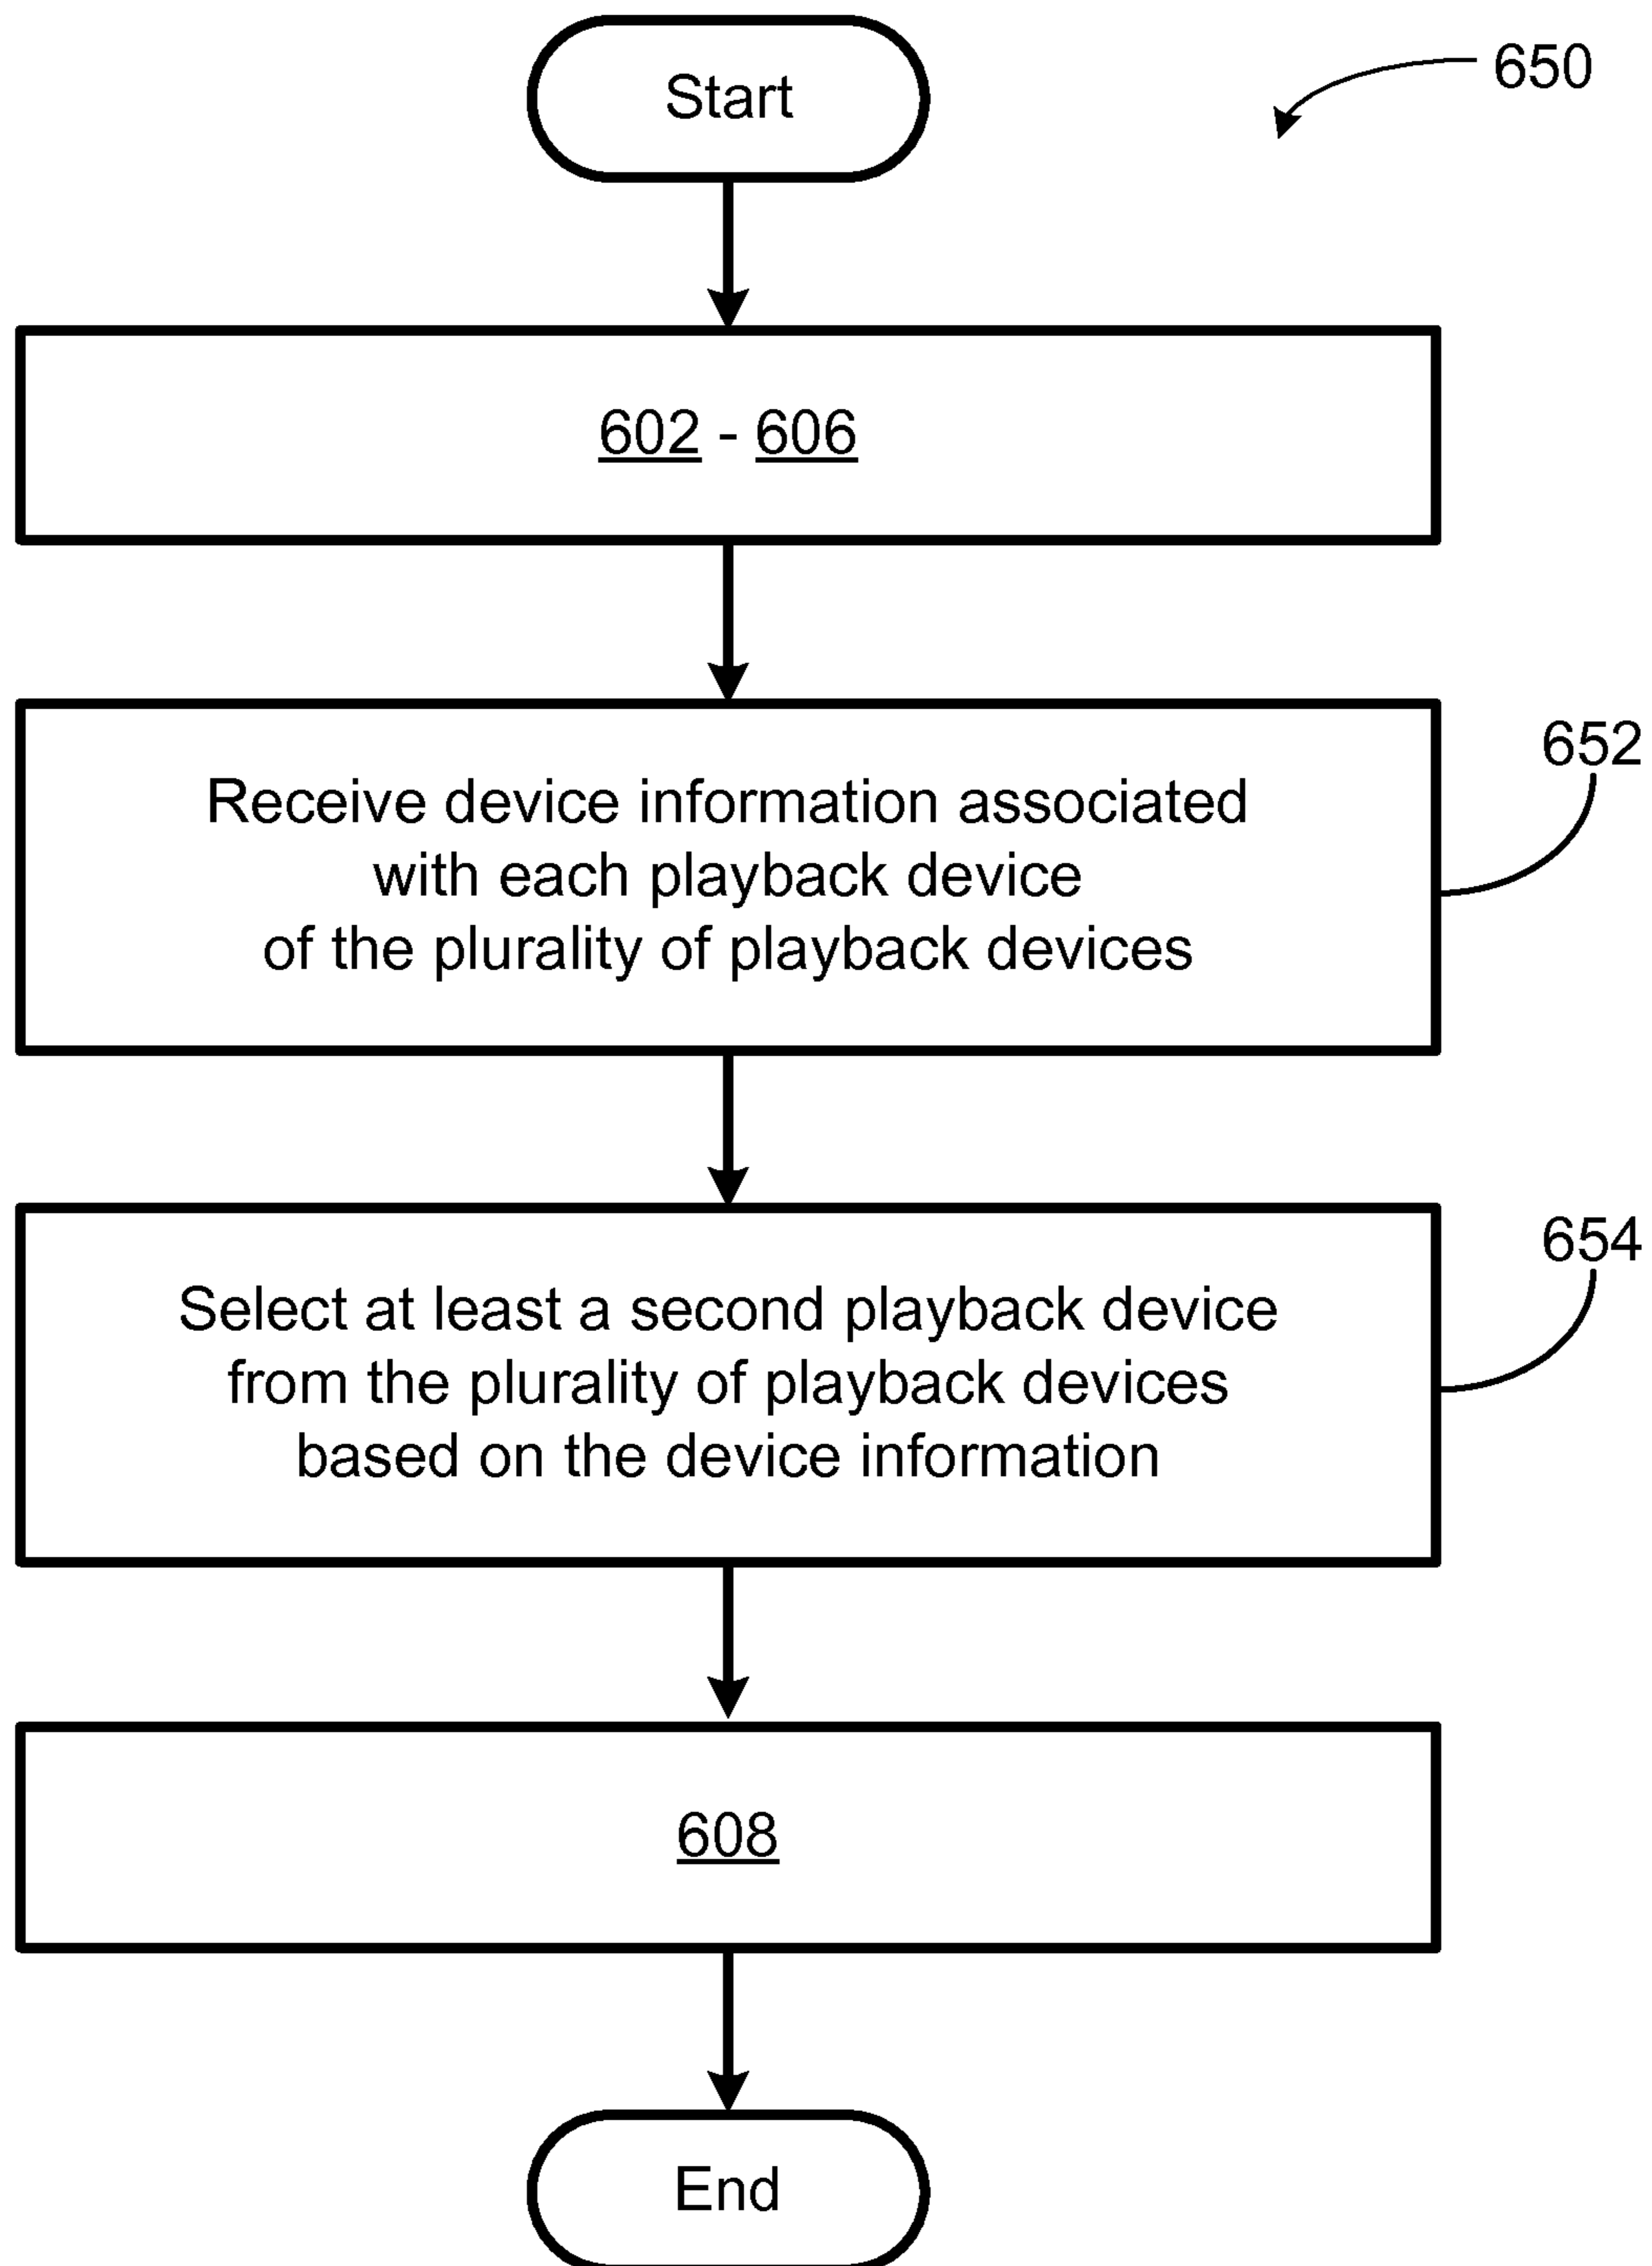 Start
650
602 - 606
652
Receive device information associated
with each playback device
of the plurality of playback devices
654
Select at least a second playback device
from the plurality of playback devices
based on the device information
608
End